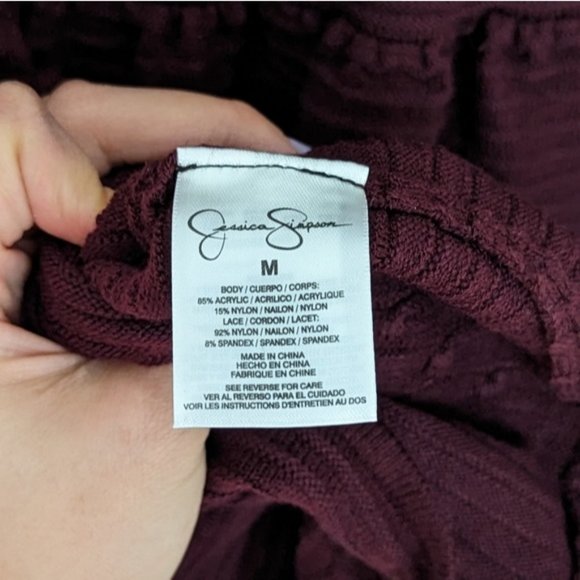 Jessica Simpson
M
BODY / CUERPO / CORPS:
85% ACRYLIC / ACRILICO / ACRYLIQUE
15% NYLON / NAILON / NYLON
LACE / CORDON / LACET:
92% NYLON / NAILON / NYLON
8% SPANDEX / SPANDEX / SPANDEX
MADE IN CHINA
HECHO EN CHINA
FABRIQUE EN CHINE
SEE REVERSE FOR CARE
VER AL REVERSO PARA EL CUIDADO
VOIR LES INSTRUCTIONS D'ENTRETIEN AU DOS